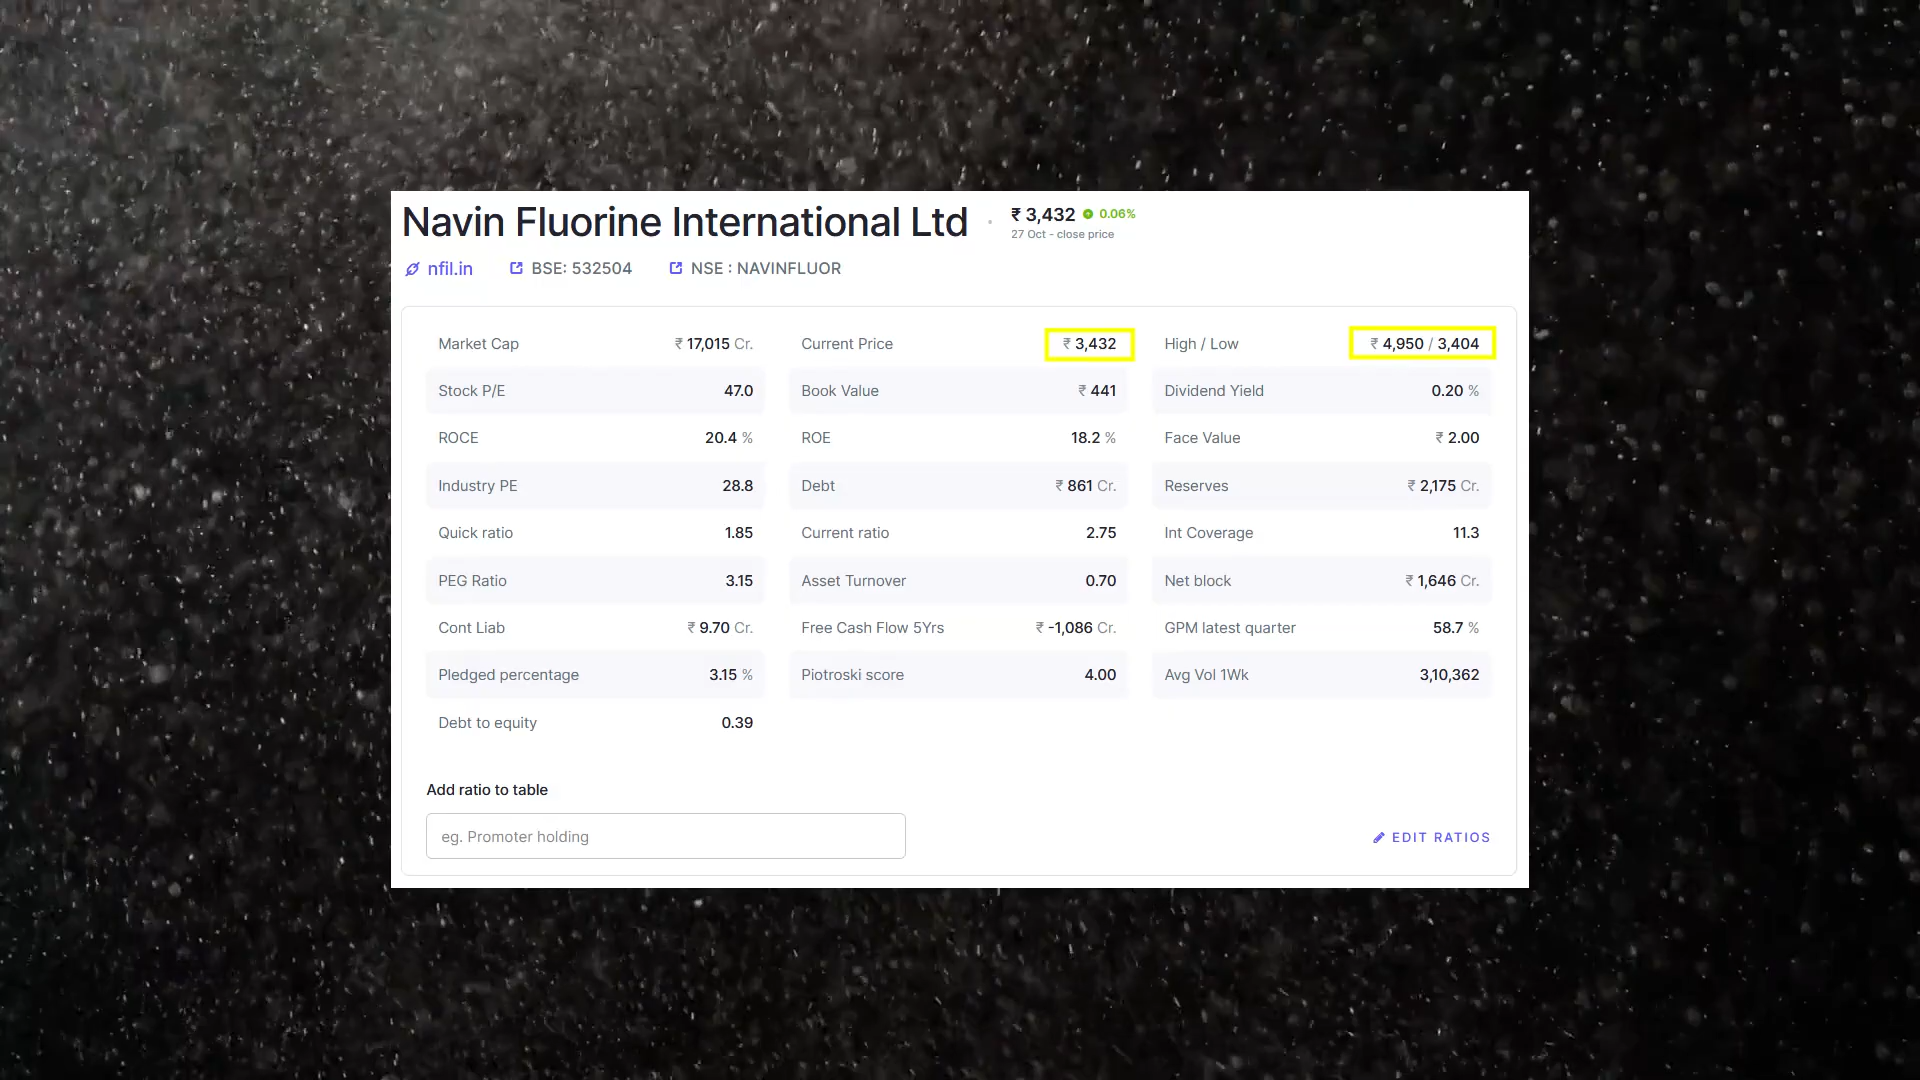 Navin Fluorine International Ltd
₹ 3,432 0.06%
27 Oct - close price
nfil.in BSE: 532504 NSE : NAVINFLUOR
Market Cap ₹ 17,015 Cr. Current Price ₹ 3,432 High / Low ₹ 4,950 / 3,404
Stock P/E 47.0 Book Value ₹ 441 Dividend Yield 0.20 %
ROCE 20.4 % ROE 18.2 % Face Value ₹ 2.00
Industry PE 28.8 Debt ₹ 861 Cr. Reserves ₹ 2,175 Cr.
Quick ratio 1.85 Current ratio 2.75 Int Coverage 11.3
PEG Ratio 3.15 Asset Turnover 0.70 Net block ₹ 1,646 Cr.
Cont Liab ₹ 9.70 Cr. Free Cash Flow 5Yrs ₹ -1,086 Cr. GPM latest quarter 58.7 %
Pledged percentage 3.15 % Piotroski score 4.00 Avg Vol 1Wk 3,10,362
Debt to equity 0.39
Add ratio to table
eg. Promoter holding
EDIT RATIOS